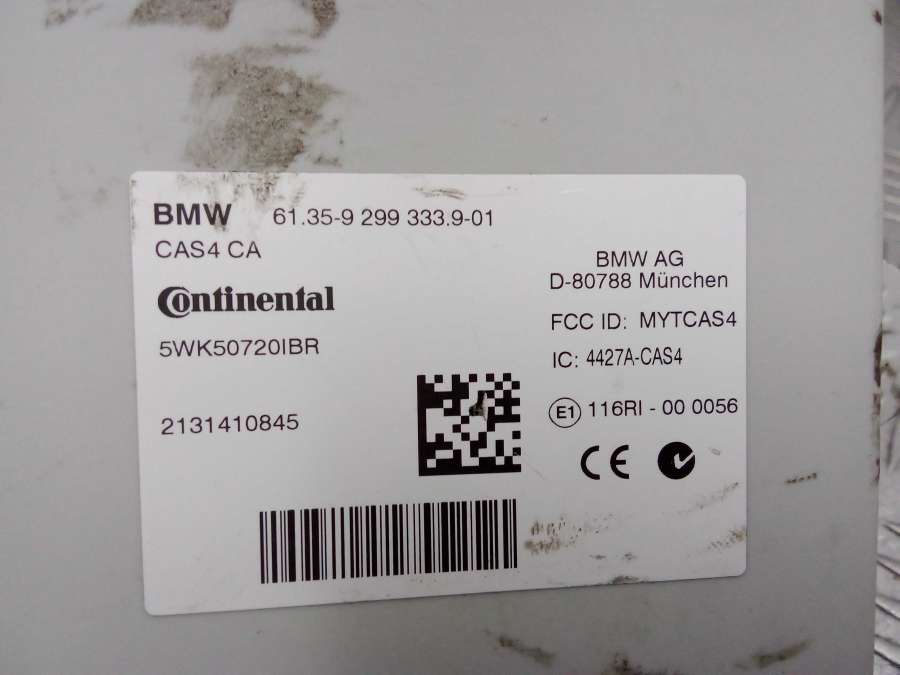 BMW 61.35-9 299 333.9-01
CAS4 CA
Continental
5WK50720IBR
2131410845
BMW AG
D-80788 München
FCC ID: MYTCAS4
IC: 4427A-CAS4
E1 116RI - 00 0056
CE